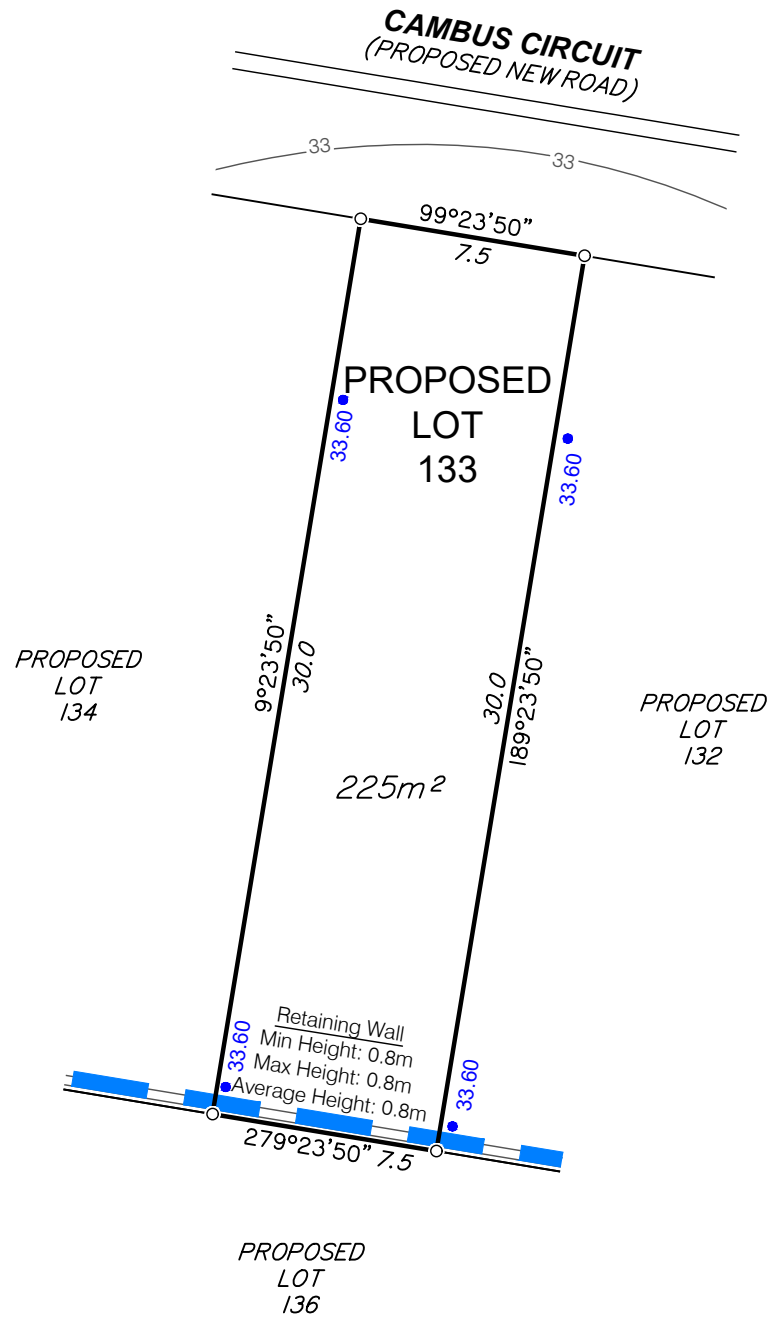 CAMBUS CIRCUIT
(PROPOSED NEW ROAD)
33
33
99°23'50"
7.5
PROPOSED
LOT
133
33.60
33.60
9°23'50"
30.0
30.0
189°23'50"
PROPOSED
LOT
134
PROPOSED
LOT
132
225m²
Retaining Wall
Min Height: 0.8m
Max Height: 0.8m
Average Height: 0.8m
33.60
33.60
279°23'50" 7.5
PROPOSED
LOT
136